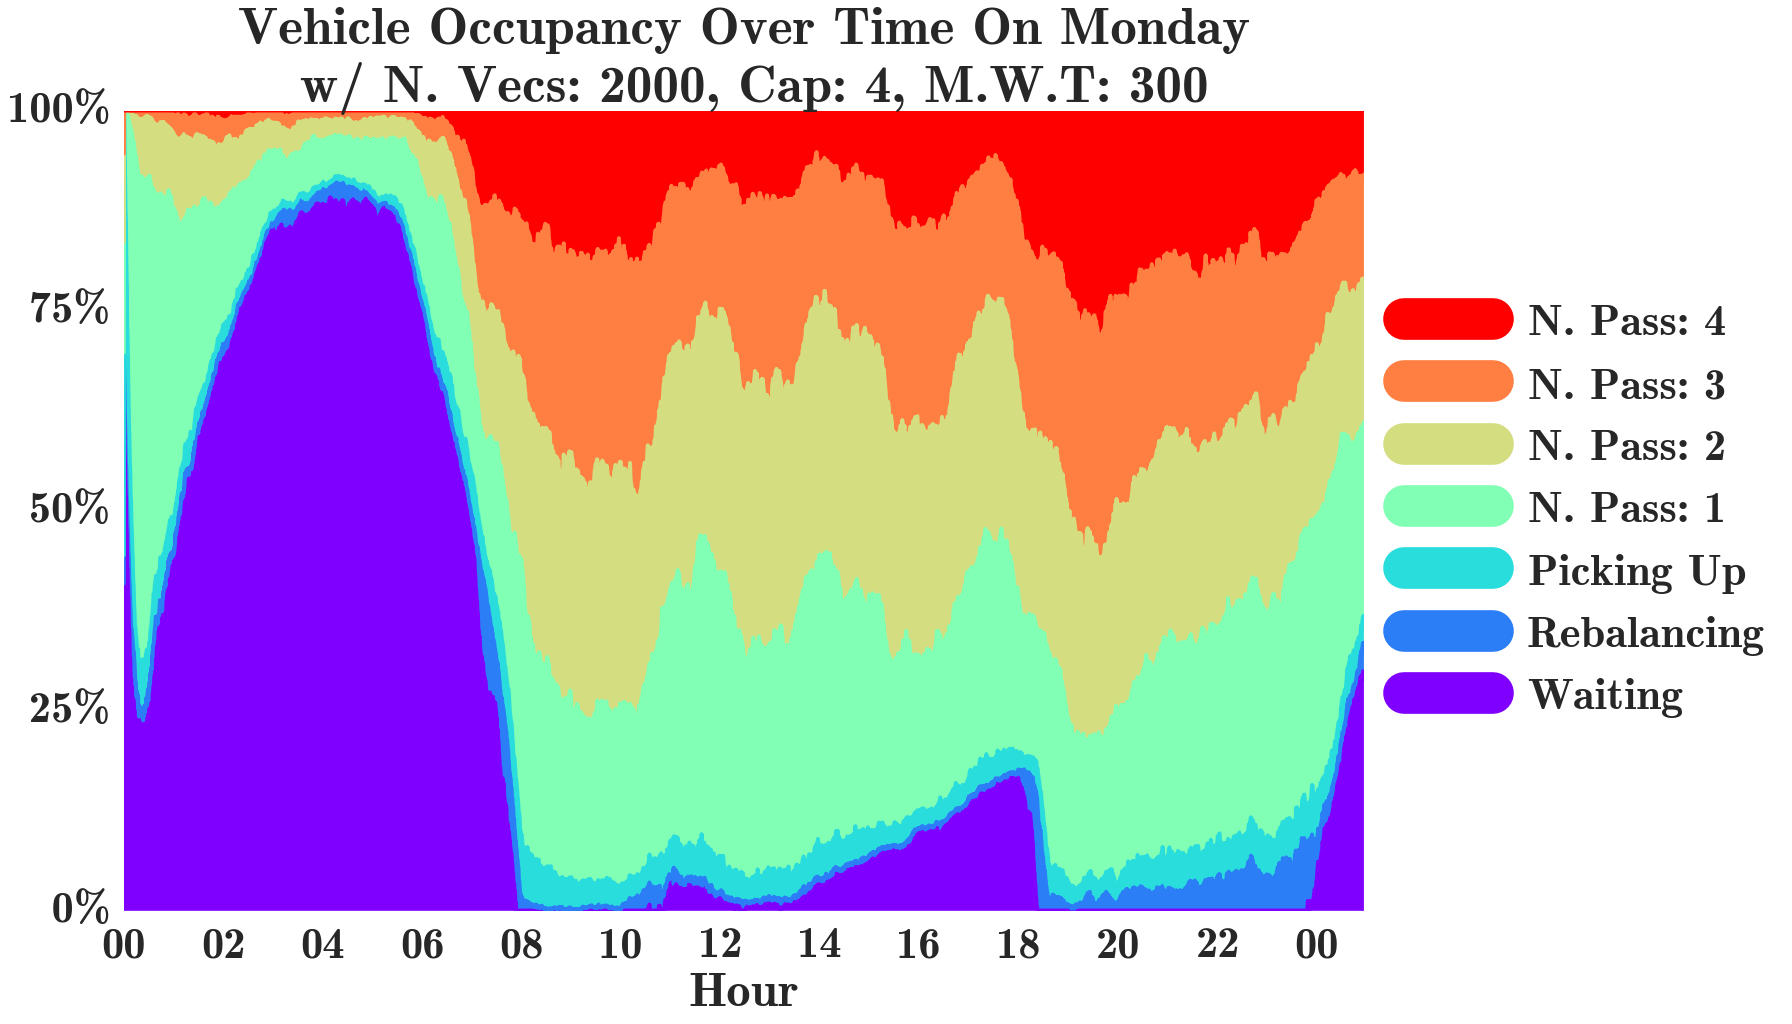 Vehicle Occupancy Over Time On Monday
w/ N. Vecs: 2000, Cap: 4, M.W.T: 300
100%
75%
50%
25%
0%
00 02 04 06 08 10 12 14 16 18 20 22 00
Hour
N. Pass: 4
N. Pass: 3
N. Pass: 2
N. Pass: 1
Picking Up
Rebalancing
Waiting